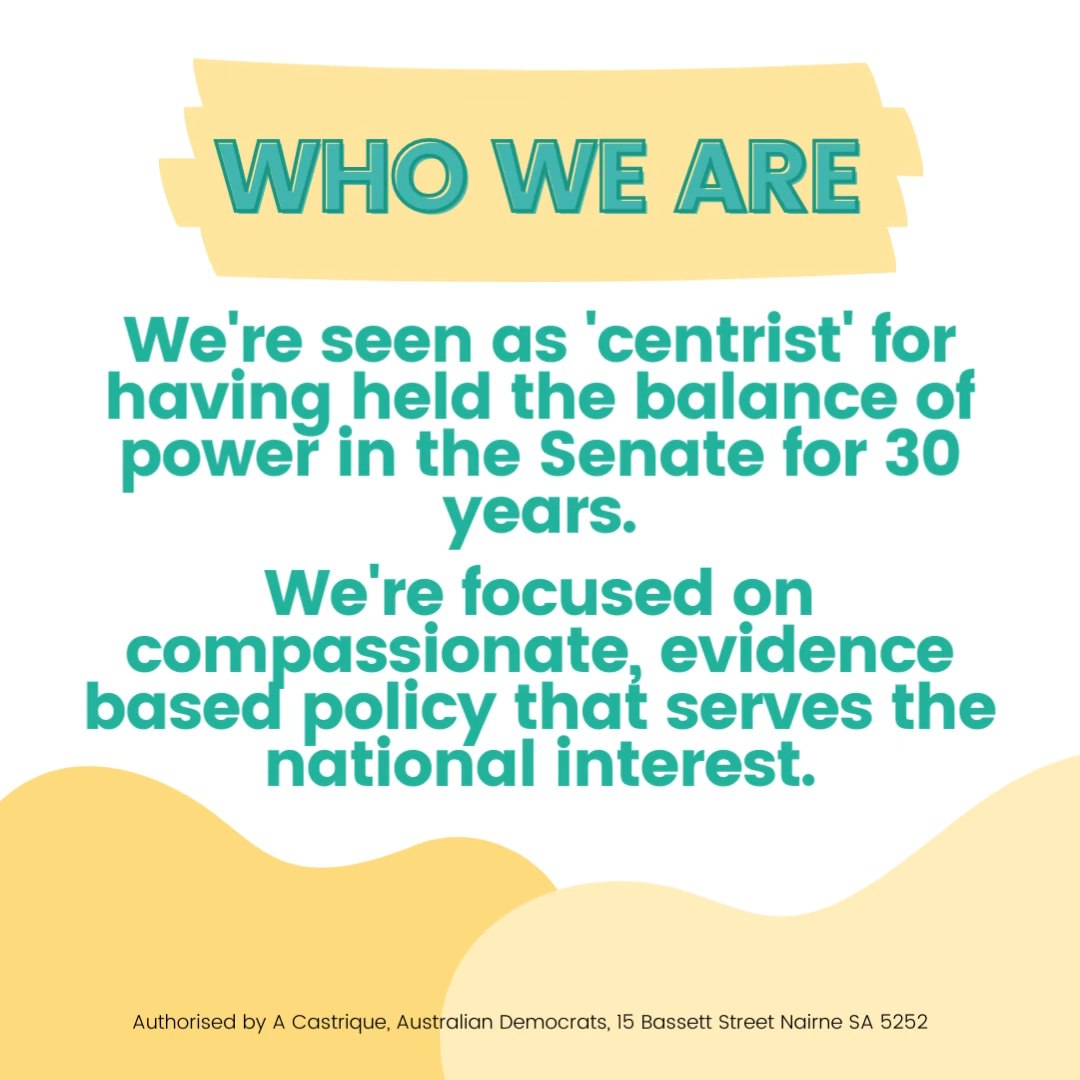 WHO WE ARE
We're seen as 'centrist' for
having held the balance of
power in the Senate for 30
years.
We're focused on
compassionate, evidence
based policy that serves the
national interest.
Authorised by A Castrique, Australian Democrats, 15 Bassett Street Nairne SA 5252